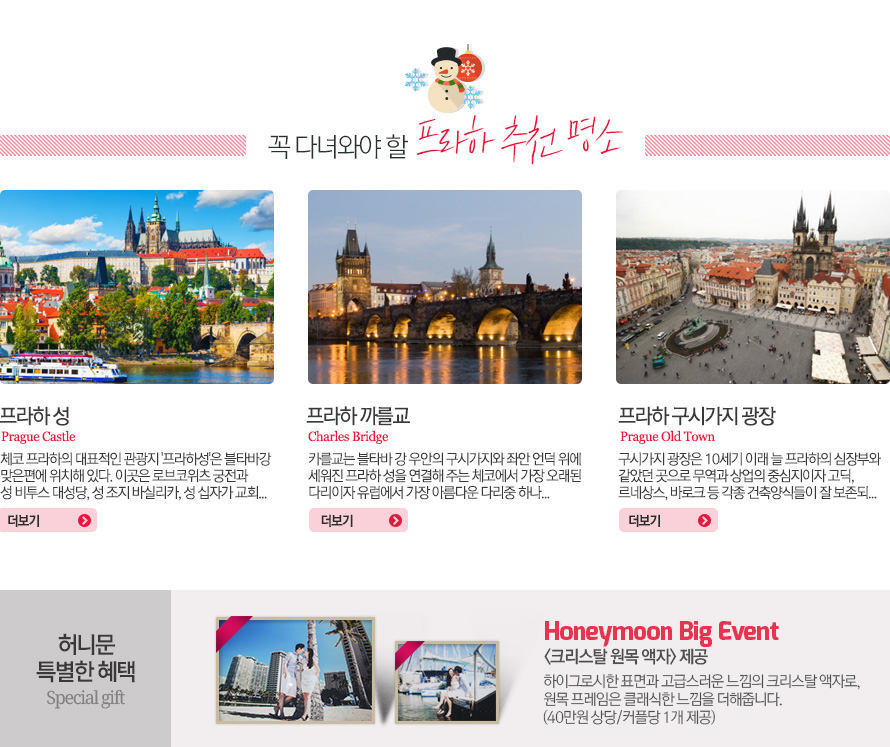 꼭 다녀와야 할 프라하 추천 명소
프라하 성
Prague Castle
체코 프라하의 대표적인 관광지 '프라하성'은 블타바강
맞은편에 위치해 있다. 이곳은 로브코위츠 궁전과
성 비투스 대성당, 성 조지 바실리카, 성 십자가 교회...
더보기
프라하 까를교
Charles Bridge
카를교는 블타바 강 우안의 구시가지와 좌안 언덕 위에
세워진 프라하 성을 연결해 주는 체코에서 가장 오래된
다리이자 유럽에서 가장 아름다운 다리중 하나...
더보기
프라하 구시가지 광장
Prague Old Town
구시가지 광장은 10세기 이래 늘 프라하의 심장부와
같았던 곳으로 무역과 상업의 중심지이자 고딕,
르네상스, 바로크 등 각종 건축양식들이 잘 보존되...
더보기
허니문
특별한 혜택
Special gift
Honeymoon Big Event
<크리스탈 원목 액자> 제공
하이그로시한 표면과 고급스러운 느낌의 크리스탈 액자로,
원목 프레임은 클래식한 느낌을 더해줍니다.
(40만원 상당/커플당 1개 제공)